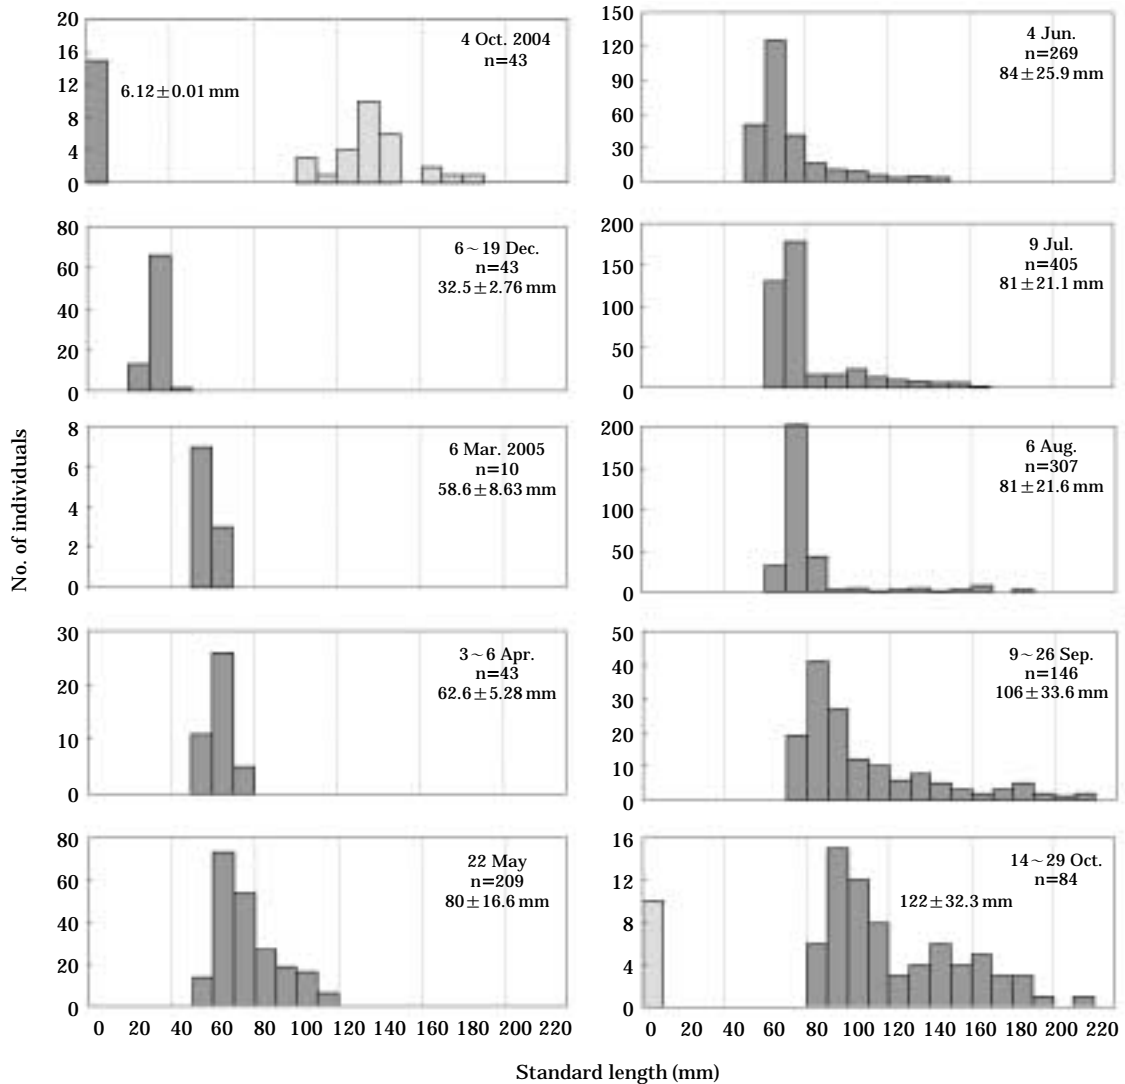 20
16
12
8
4
0
4 Oct. 2004
n=43
6.12±0.01 mm
80
60
40
20
0
6~19 Dec.
n=43
32.5±2.76 mm
8
6
4
2
0
6 Mar. 2005
n=10
58.6±8.63 mm
30
20
10
0
3~6 Apr.
n=43
62.6±5.28 mm
80
60
40
20
0
22 May
n=209
80±16.6 mm
0 20 40 60 80 100 120 140 160 180 200 220
150
120
90
60
30
0
4 Jun.
n=269
84±25.9 mm
200
150
100
50
0
9 Jul.
n=405
81±21.1 mm
200
150
100
50
0
6 Aug.
n=307
81±21.6 mm
50
40
30
20
10
0
9~26 Sep.
n=146
106±33.6 mm
16
12
8
4
0
14~29 Oct.
n=84
122±32.3 mm
0 20 40 60 80 100 120 140 160 180 200 220
No. of individuals
Standard length (mm)